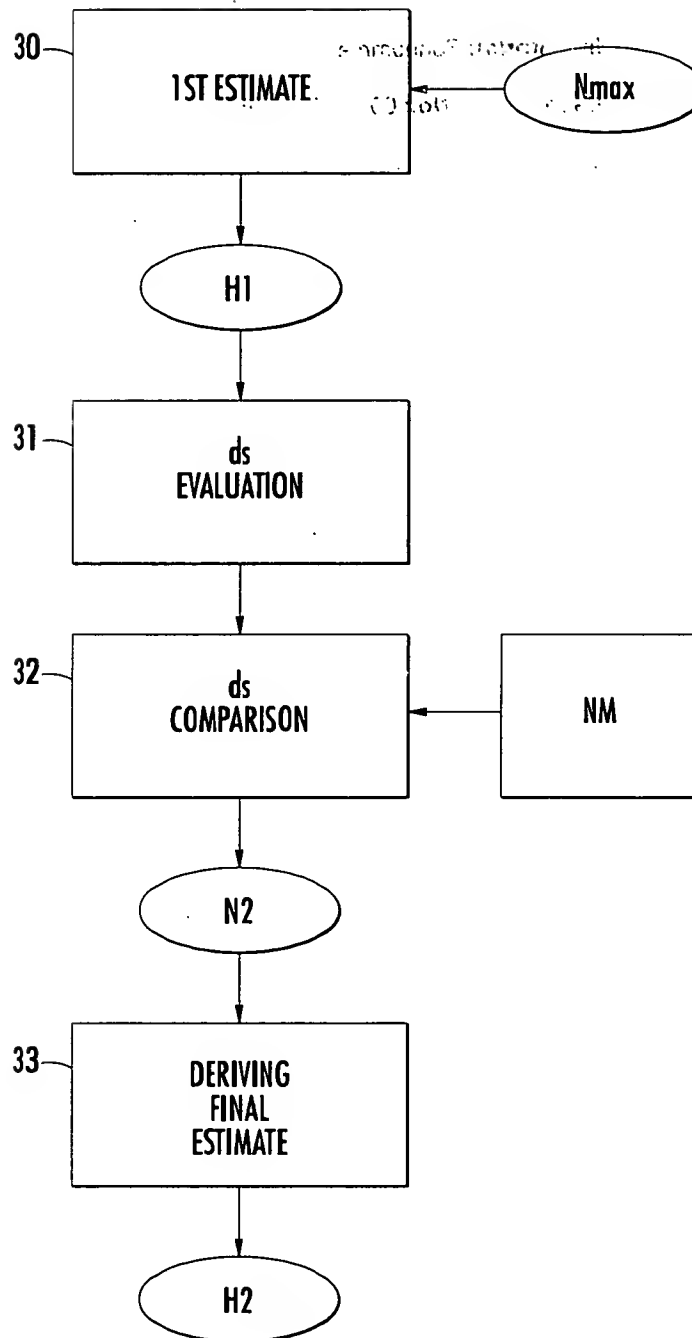 30
1ST ESTIMATE
Nmax
H1
31
ds
EVALUATION
32
ds
COMPARISON
NM
N2
33
DERIVING
FINAL
ESTIMATE
H2